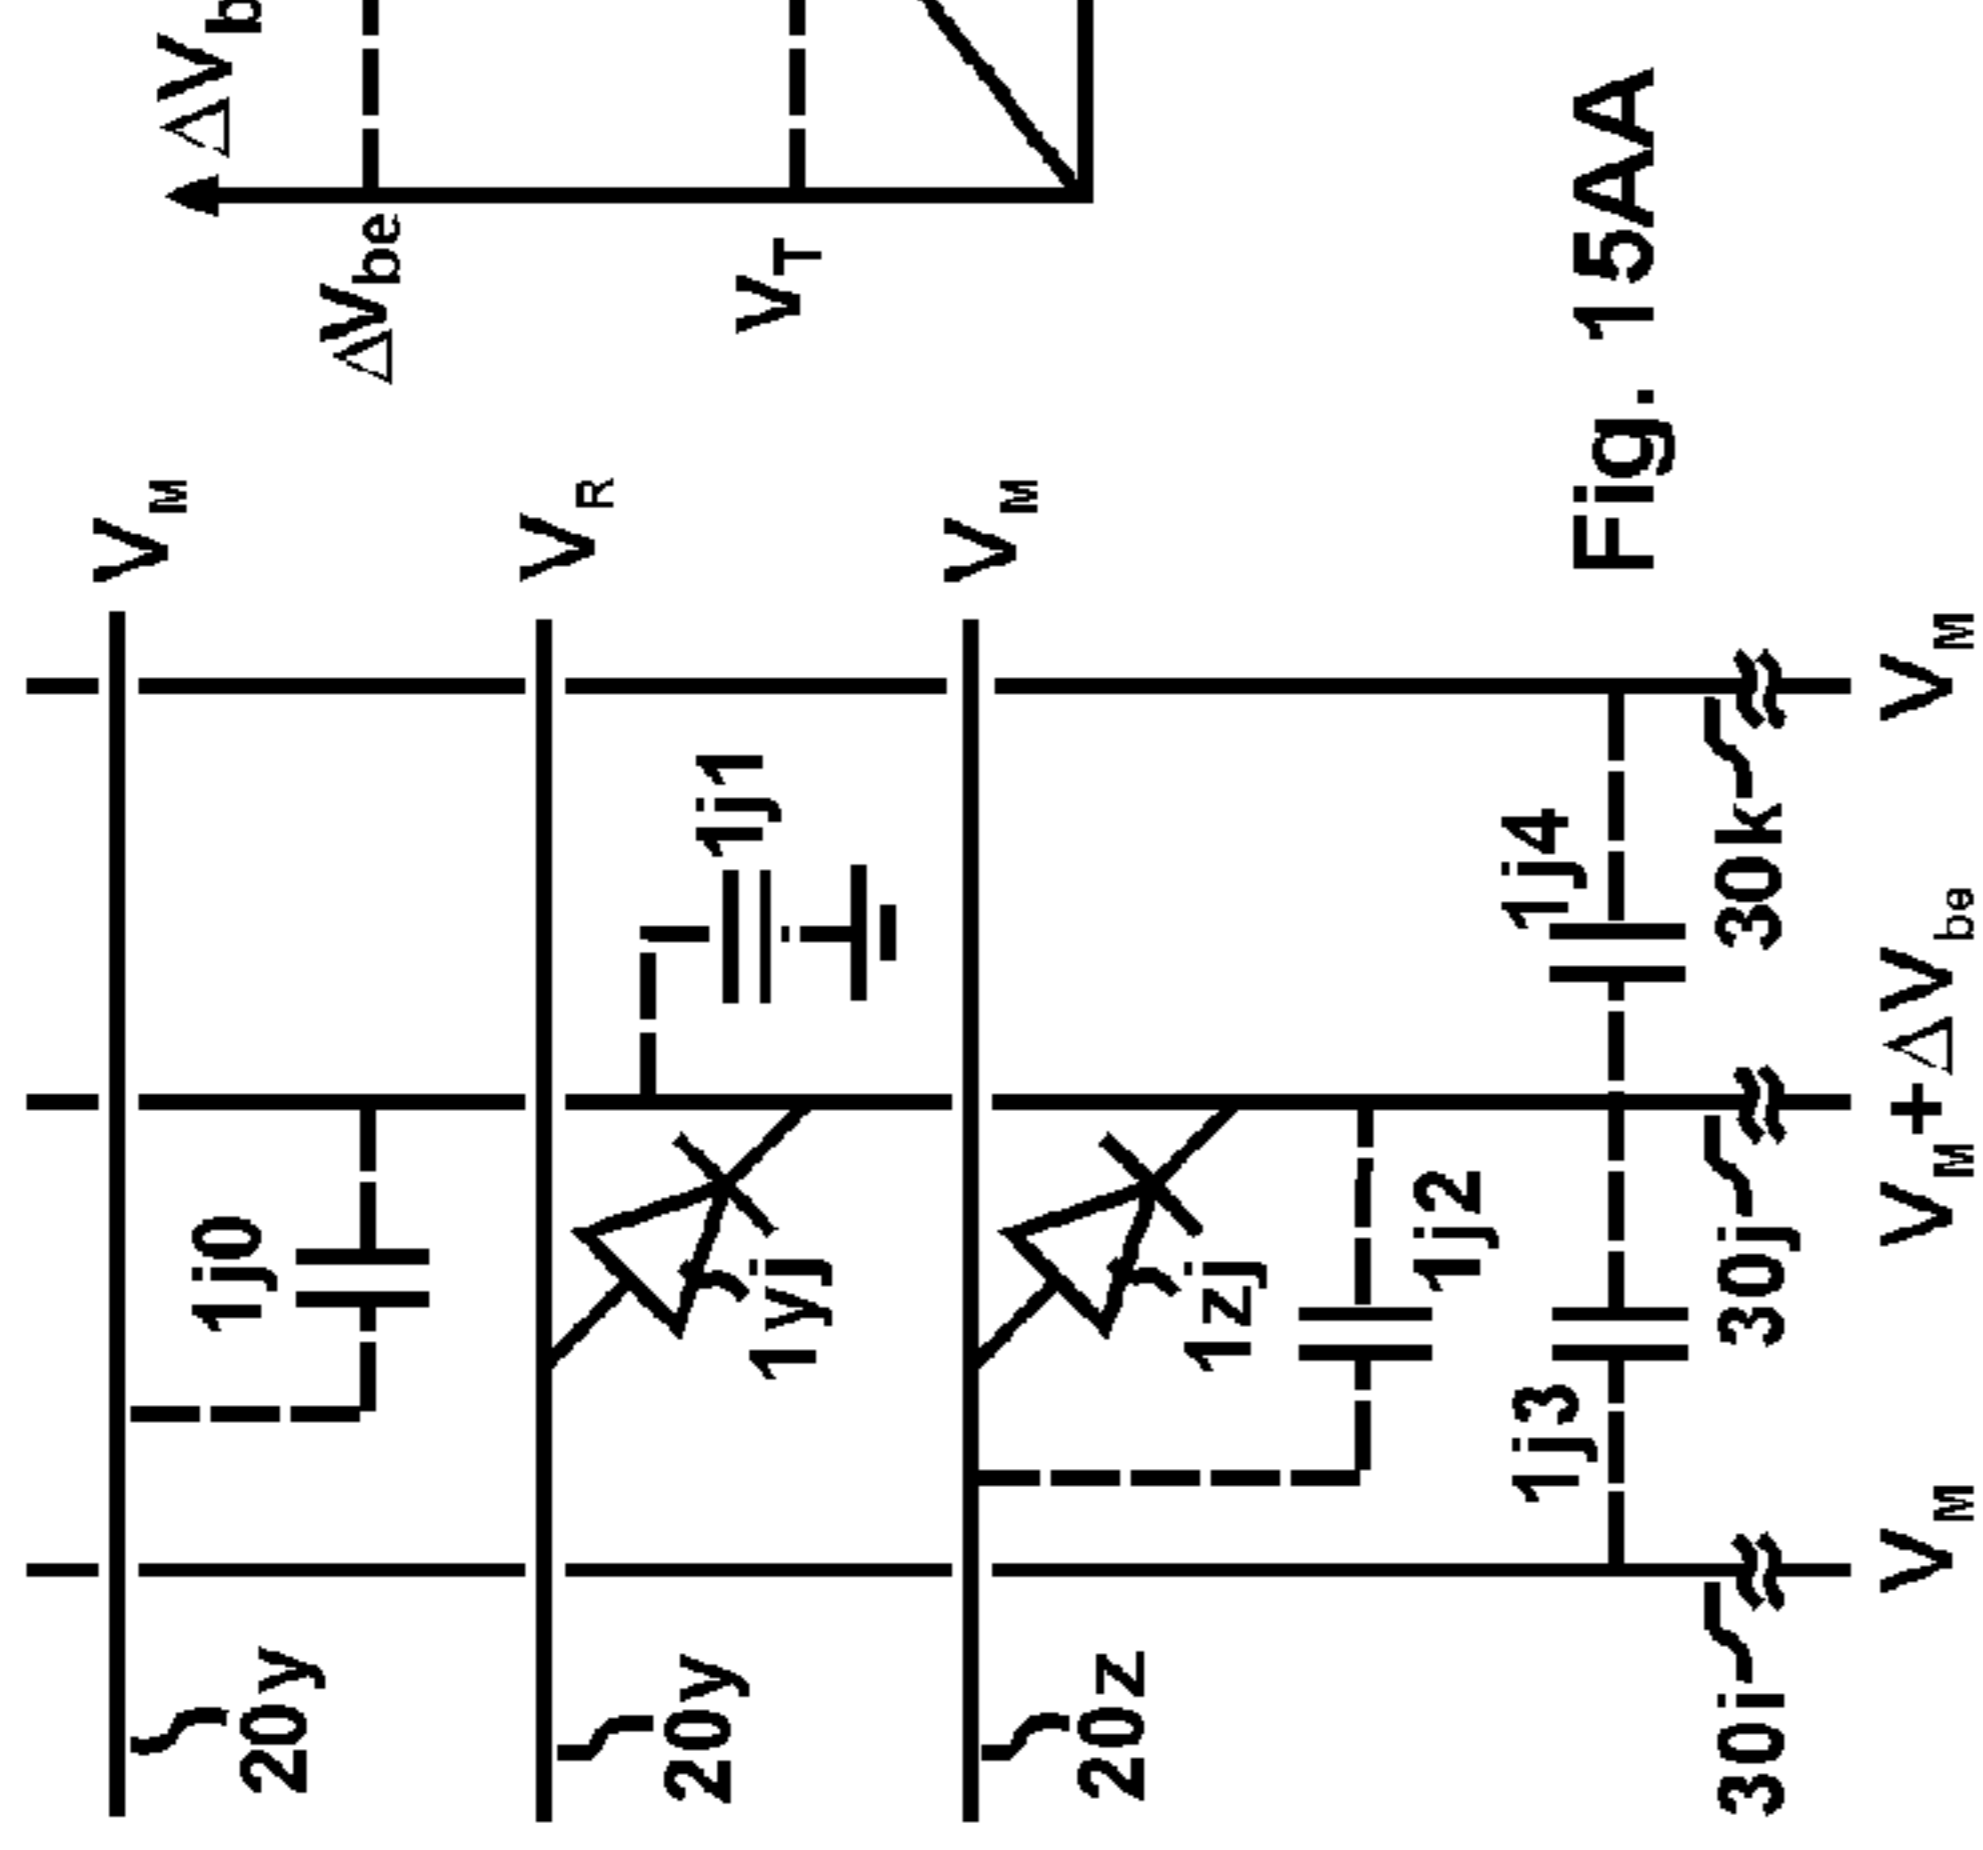 VM
ΔVb
1j0
20y
ΔVbe
VR
20y
1j1
VT
1yj
VM
20z
1zj
1j2
1j3
1j4
Fig. 15AA
30i 30j 30k
VM VM+ΔVbe VM